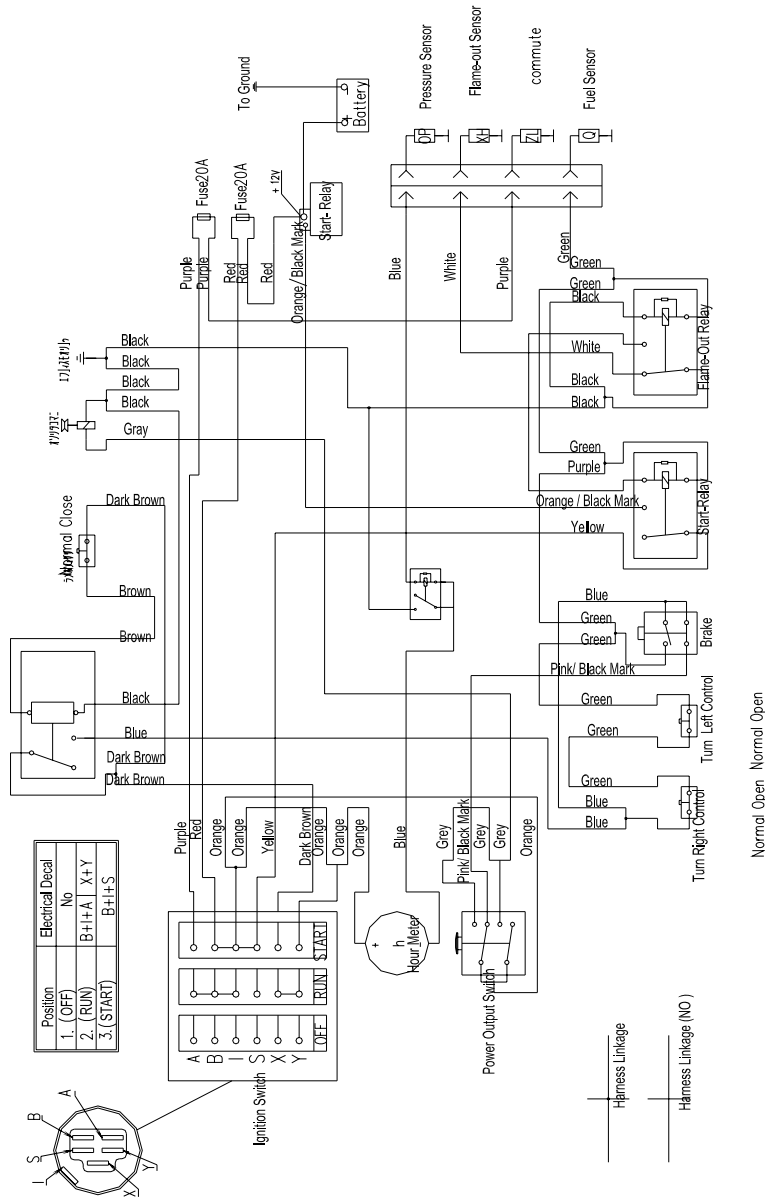 To Ground
Battery
Pressure Sensor
Flame-out Sensor
commute
Fuel Sensor
OP
XH
ZL
Q
Fuse20A
Fuse20A
+ 12V
Start-Relay
Purple
Purple
Red
Red
Red
Orange/ Black Mark
Blue
White
Purple
Green
Black
Black
Black
Black
Gray
Green
Green
Black
White
Black
Black
Flame-Out Relay
Green
Purple
Orange / Black Mark
Yellow
Start-Relay
Dark Brown
Normal Close
Brown
Brown
Black
Blue
Dark Brown
Dark Brown
Blue
Green
Green
Pink/ Black Mark
Brake
Green
Green
Turn Left Control
Green
Blue
Blue
Turn Right Control
Normal Open Normal Open
Position Electrical Decal
1. (OFF) No
2. (RUN) B+I+A X+Y
3. (START) B+I+S
Purple
Red
Orange
Orange
Yellow
Dark Brown
Orange
Orange
Orange
Blue
Grey
Pink/ Black Mark
Grey
Grey
Orange
A
B
I
S
X
Y
OFF
RUN
START
Ignition Switch
+
h
Hour Meter
Power Output Switch
I
S
B
A
X
Y
Harness Linkage
Harness Linkage (NO )